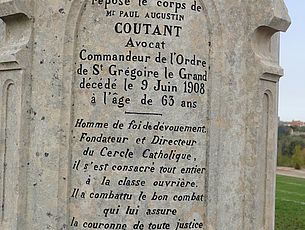 repose le corps de
Mr PAUL AUGUSTIN
COUTANT
Avocat
Commandeur de l'Ordre
de St Grégoire le Grand
décédé le 9 Juin 1908
à l'âge de 63 ans
Homme de foi de dévouement.
Fondateur et Directeur
du Cercle Catholique,
il s'est consacré tout entier
à la classe ouvrière.
Il a combattu le bon combat
qui lui assure
la couronne de toute justice